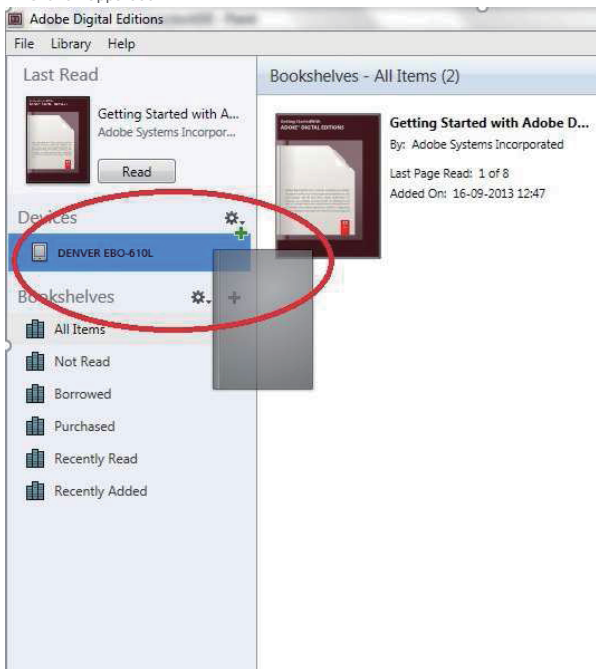 Adobe Digital Editions
File Library Help
Last Read
Getting Started with A...
Adobe Systems Incorpor...
Read
Devices
DENVER EBO-610L
Bookshelves
All Items
Not Read
Borrowed
Purchased
Recently Read
Recently Added
Bookshelves - All Items (2)
Getting Started with Adobe D...
By: Adobe Systems Incorporated
Last Page Read: 1 of 8
Added On: 16-09-2013 12:47